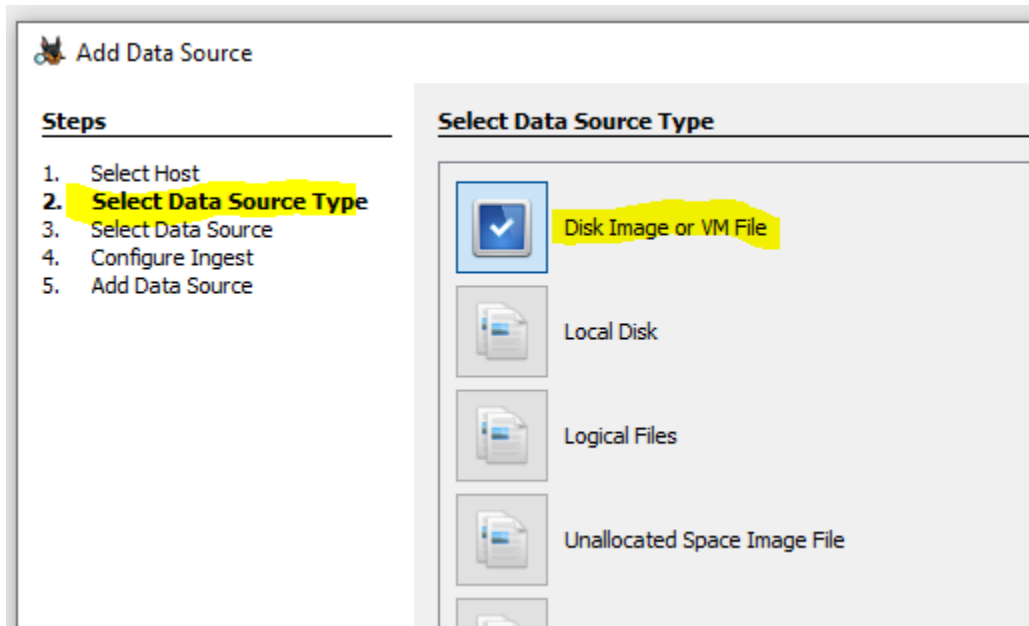 Add Data Source
Steps
1. Select Host
2. Select Data Source Type
3. Select Data Source
4. Configure Ingest
5. Add Data Source
Select Data Source Type
Disk Image or VM File
Local Disk
Logical Files
Unallocated Space Image File